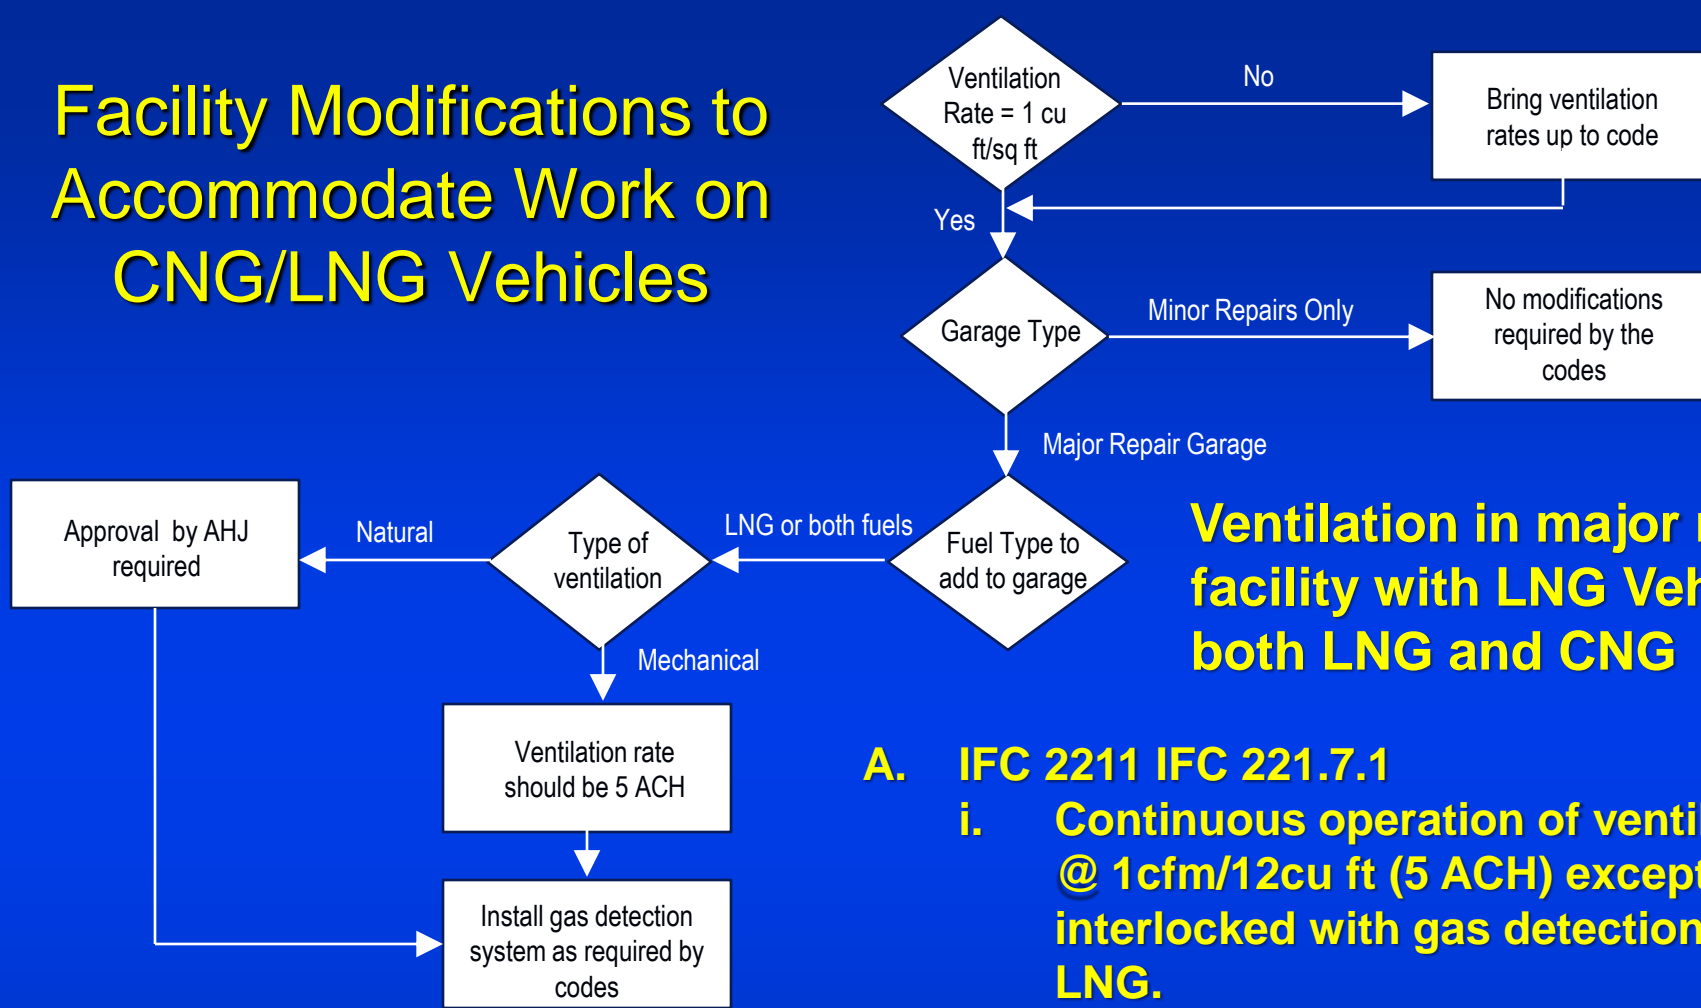 Facility Modifications to
Accommodate Work on
CNG/LNG Vehicles
Ventilation
Rate = 1 cu
ft/sq ft
No
Bring ventilation
rates up to code
Yes
Garage Type
Minor Repairs Only
No modifications
required by the
codes
Major Repair Garage
Fuel Type to
add to garage
LNG or both fuels
Type of
ventilation
Natural
Approval by AHJ
required
Mechanical
Ventilation rate
should be 5 ACH
Install gas detection
system as required by
codes
Ventilation in major
facility with LNG
both LNG and CNG
A. IFC 2211 IFC 221.7.1
i. Continuous operation of
@ 1cfm/12cu ft (5 ACH) except
interlocked with gas detection
LNG.